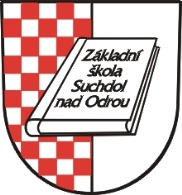 Základní
škola
Suchdol
nad Odrou